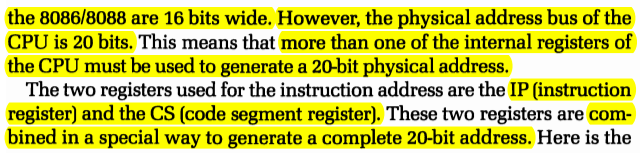 the 8086/8088 are 16 bits wide. However, the physical address bus of the
CPU is 20 bits. This means that more than one of the internal registers of
the CPU must be used to generate a 20-bit physical address.
The two registers used for the instruction address are the IP (instruction
register) and the CS (code segment register). These two registers are com-
bined in a special way to generate a complete 20-bit address. Here is the